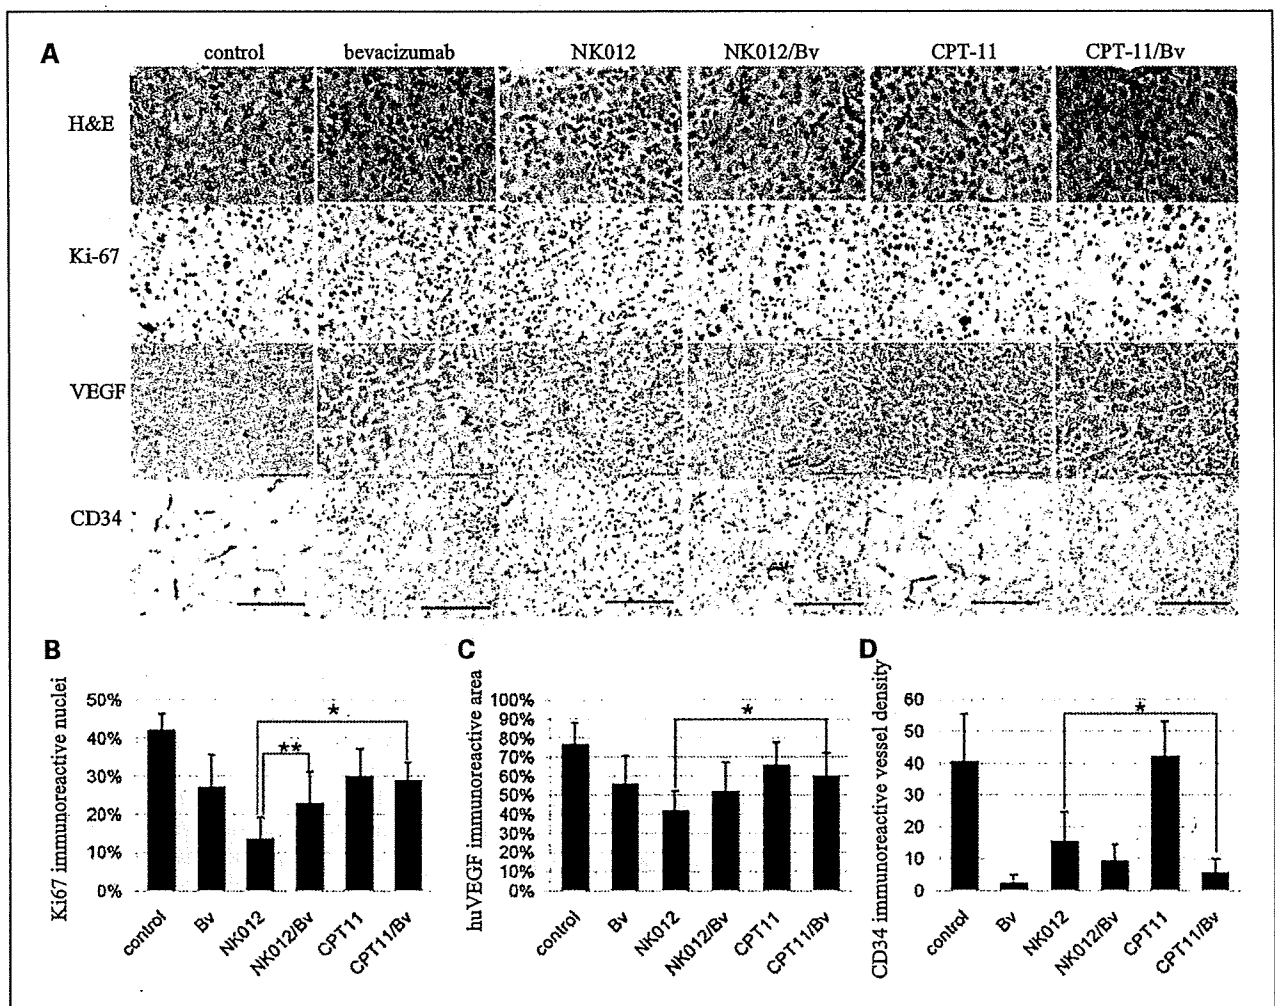 A
control bevacizumab NK012 NK012/Bv CPT-11 CPT-11/Bv
H&E
Ki-67
VEGF
CD34
B
Ki67 immunoreactive nuclei
50%
40%
30%
20%
10%
0%
*
**
control Bv NK012 NK012/Bv CPT11 CPT11/Bv
C
huVEGF immunoreactive area
100%
90%
80%
70%
60%
50%
40%
30%
20%
10%
0%
*
control Bv NK012 NK012/Bv CPT11 CPT11/Bv
D
CD34 immunoreactive vessel density
60
50
40
30
20
10
0
*
control Bv NK012 NK012/Bv CPT11 CPT11/Bv